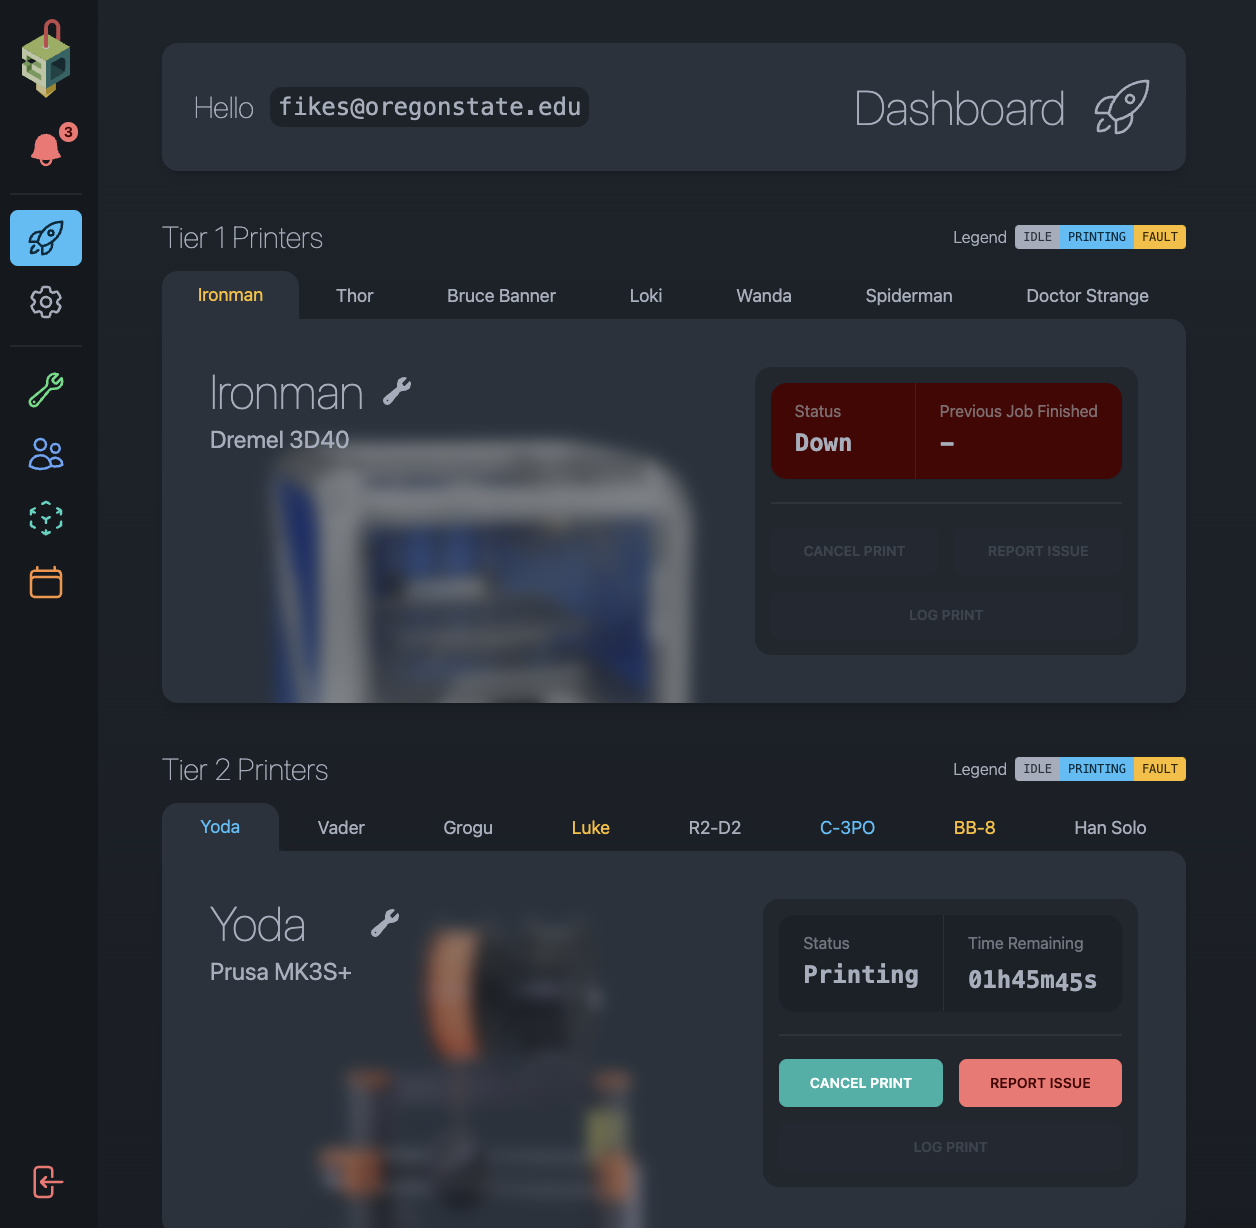 3
Hello fikes@oregonstate.edu
Dashboard
Tier 1 Printers
Legend IDLE PRINTING FAULT
Ironman Thor Bruce Banner Loki Wanda Spiderman Doctor Strange
Ironman
Dremel 3D40
Status
Down
Previous Job Finished
–
CANCEL PRINT REPORT ISSUE
LOG PRINT
Tier 2 Printers
Legend IDLE PRINTING FAULT
Yoda Vader Grogu Luke R2-D2 C-3PO BB-8 Han Solo
Yoda
Prusa MK3S+
Status
Printing
Time Remaining
01h45m45s
CANCEL PRINT REPORT ISSUE
LOG PRINT